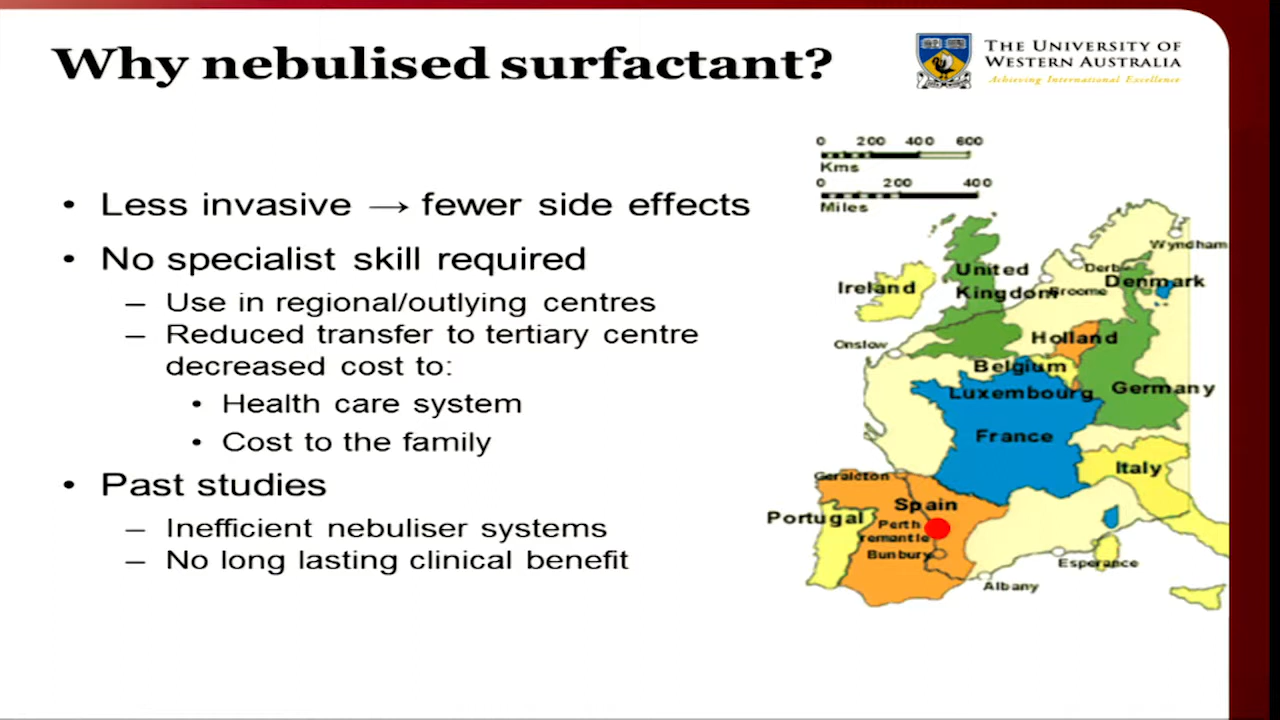 Why nebulised surfactant?
THE UNIVERSITY OF
WESTERN AUSTRALIA
Achieving International Excellence
• Less invasive → fewer side effects
• No specialist skill required
– Use in regional/outlying centres
– Reduced transfer to tertiary centre
decreased cost to:
• Health care system
• Cost to the family
• Past studies
– Inefficient nebuliser systems
– No long lasting clinical benefit
0 200 400 600
Kms
0 200 400
Miles
Wyndham
Derby
Denmark
United
Kingdom
Broome
Ireland
Holland
Onslow
Belgium
Luxembourg
Germany
France
Italy
Geraldton
Spain
Portugal
Perth
remantle
Bunbury
Esperance
Albany